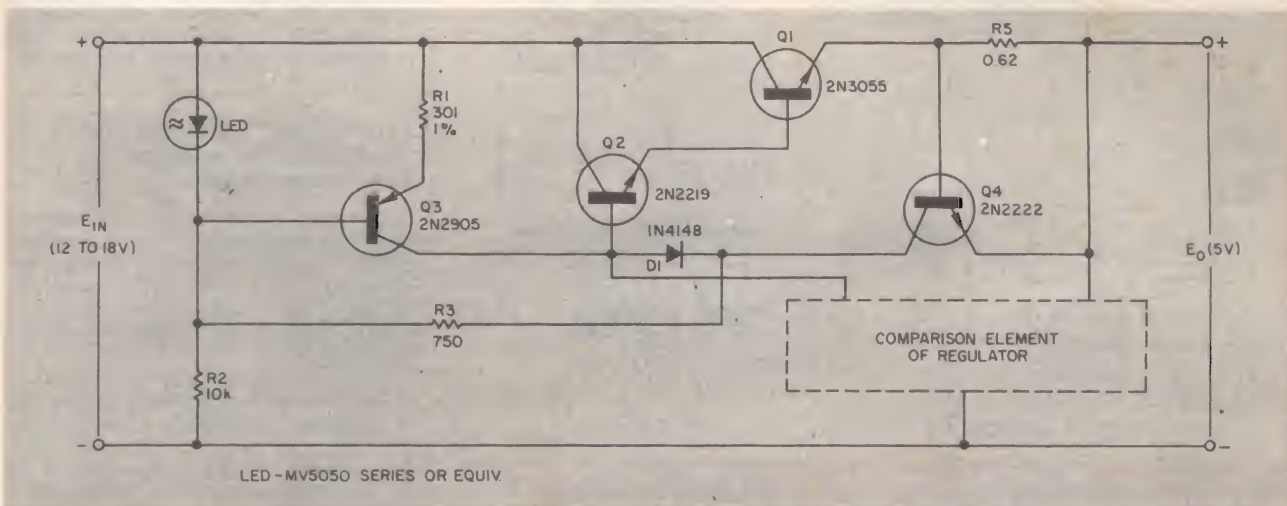 +
LED
E_IN
(12 TO 18V)
R2
10k
-
LED-MV5050 SERIES OR EQUIV.
R1
301
1%
Q3
2N2905
R3
750
Q2
2N2219
1N4148
D1
Q1
2N3055
R5
0.62
Q4
2N2222
COMPARISON ELEMENT
OF REGULATOR
+
E_O (5V)
-